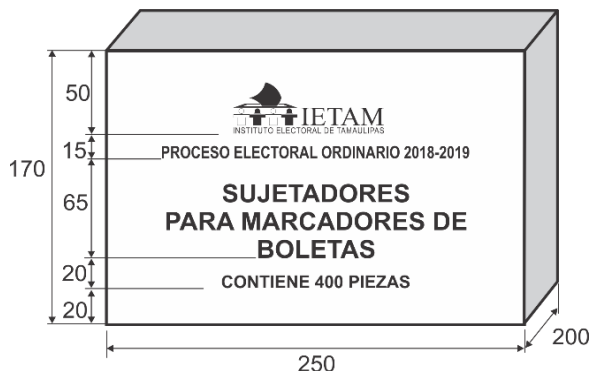 IETAM
INSTITUTO ELECTORAL DE TAMAULIPAS
PROCESO ELECTORAL ORDINARIO 2018-2019
SUJETADORES
PARA MARCADORES DE
BOLETAS
CONTIENE 400 PIEZAS
50
15
170
65
20
20
200
250